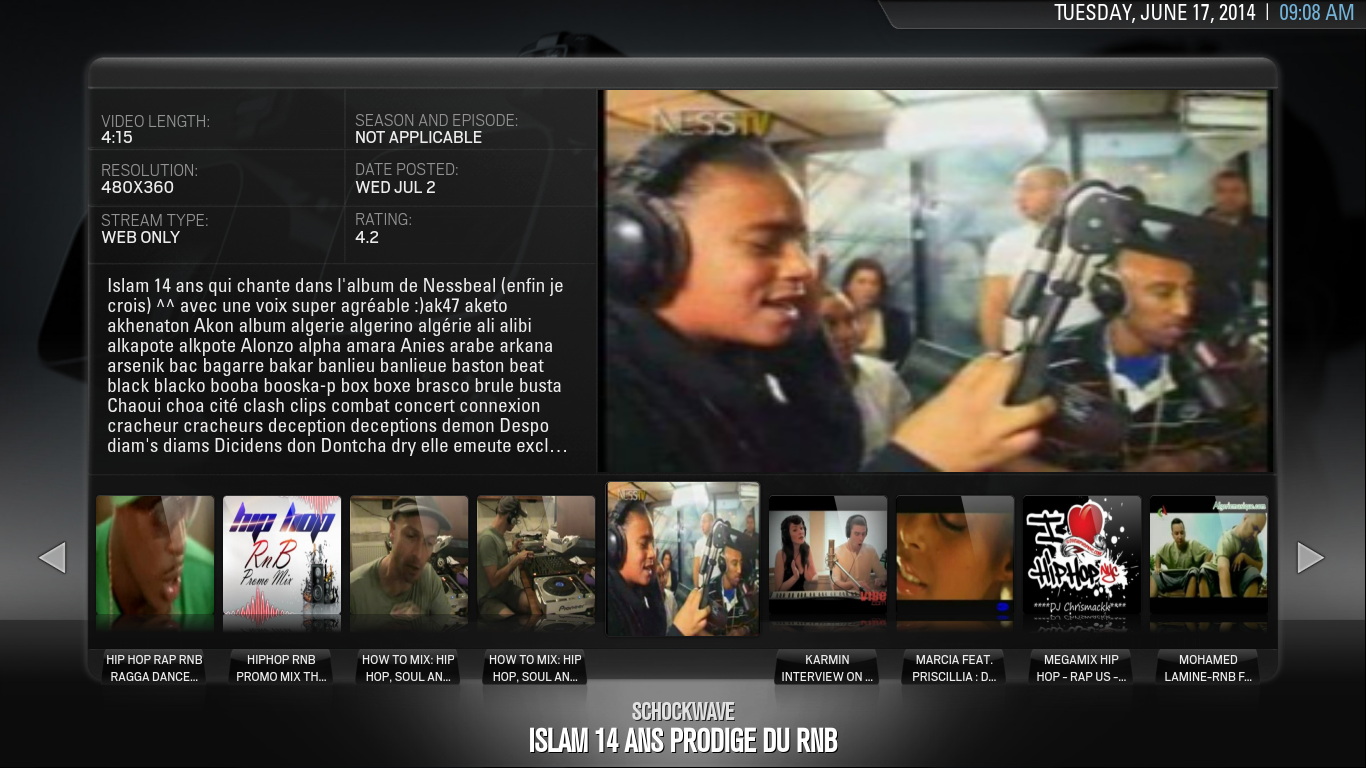 TUESDAY, JUNE 17, 2014 | 09:08 AM
VIDEO LENGTH:
4:15
SEASON AND EPISODE:
NOT APPLICABLE
RESOLUTION:
480X360
DATE POSTED:
WED JUL 2
STREAM TYPE:
WEB ONLY
RATING:
4.2
Islam 14 ans qui chante dans l'album de Nessbeal (enfin je
crois) ^^ avec une voix super agréable :)ak47 aketo
akhenaton Akon album algerie algerino algérie ali alibi
alkapote alkpote Alonzo alpha amara Anies arabe arkana
arsenik bac bagarre bakar banlieu banlieue baston beat
black blacko booba booska-p box boxe brasco brule busta
Chaoui choa cité clash clips combat concert connexion
cracheur cracheurs deception deceptions demon Despo
diam's diams Dicidens don Dontcha dry elle emeute excl...
NESSTV
hip hop
RnB
Promo Mix
Pioneer
NESSTV
VIBE
I
HIPHOP nyc
****DJ Chrismackk****
Algeriemusique.com
HIP HOP RAP RNB
RAGGA DANCE...
HIPHOP RNB
PROMO MIX TH...
HOW TO MIX: HIP
HOP, SOUL AN...
HOW TO MIX: HIP
HOP, SOUL AN...
KARMIN
INTERVIEW ON ...
MARCIA FEAT.
PRISCILLIA : D...
MEGAMIX HIP
HOP - RAP US -...
MOHAMED
LAMINE-RNB F...
SCHOCKWAVE
ISLAM 14 ANS PRODIGE DU RNB